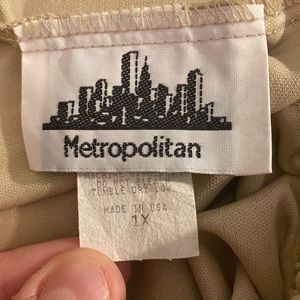 Metropolitan
TUMBLE DRY LOW
MADE IN USA
1X